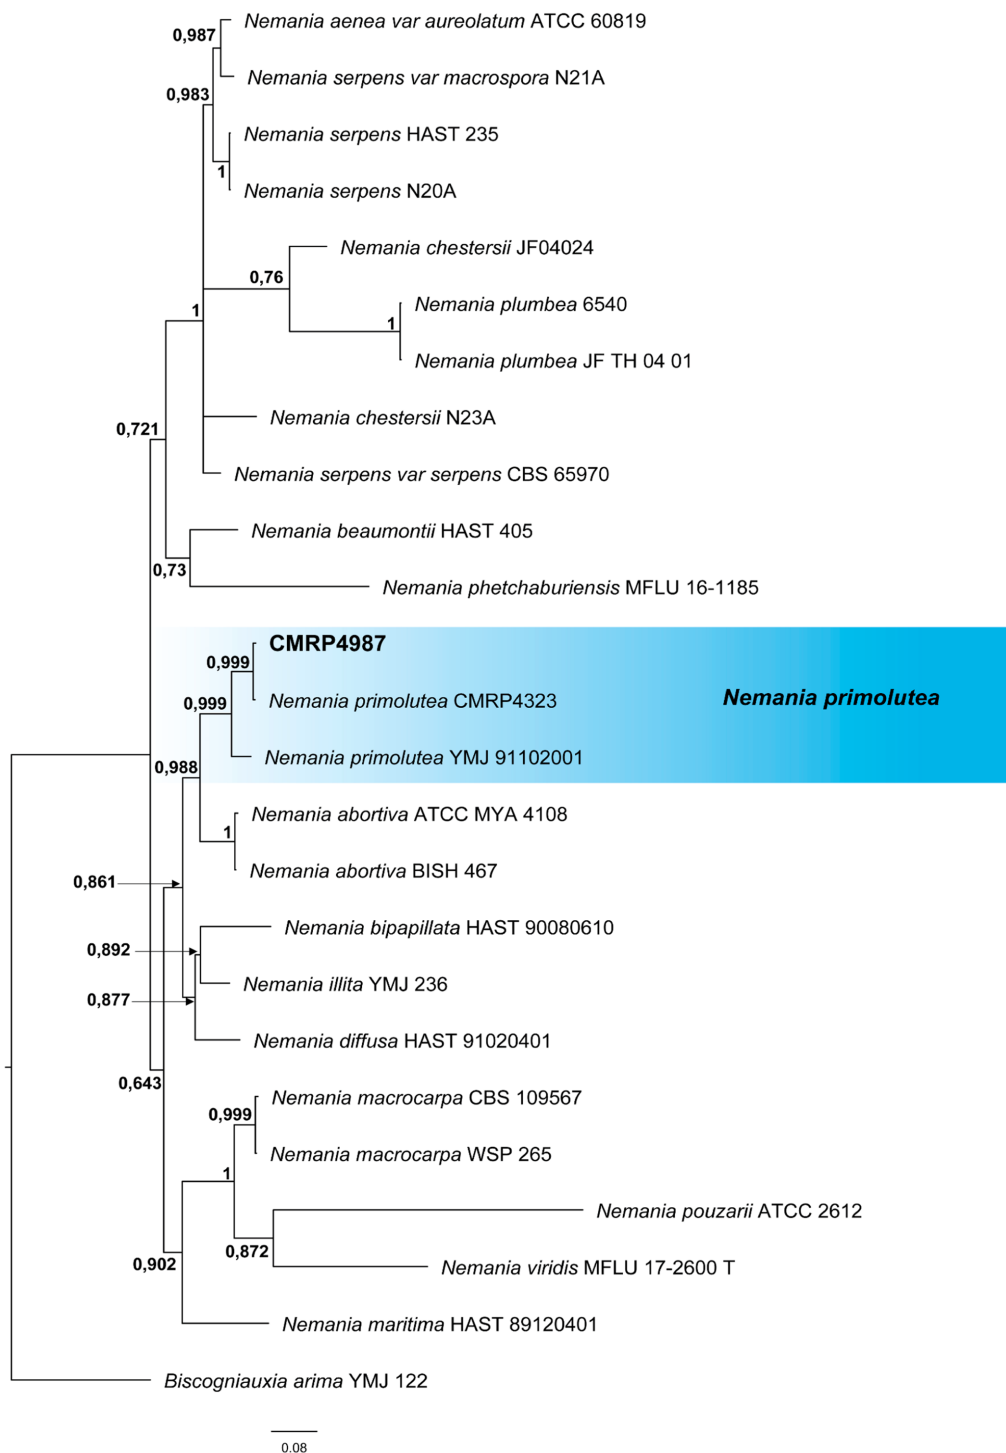 Nemania aenea var aureolatum ATCC 60819
0,987
Nemania serpens var macrospora N21A
0,983
Nemania serpens HAST 235
1
Nemania serpens N20A
Nemania chestersii JF04024
0,76
Nemania plumbea 6540
1
1
Nemania plumbea JF TH 04 01
Nemania chestersii N23A
0,721
Nemania serpens var serpens CBS 65970
Nemania beaumontii HAST 405
0,73
Nemania phetchaburiensis MFLU 16-1185
CMRP4987
0,999
Nemania primolutea CMRP4323
Nemania primolutea
0,999
Nemania primolutea YMJ 91102001
0,988
Nemania abortiva ATCC MYA 4108
1
Nemania abortiva BISH 467
0,861
Nemania bipapillata HAST 90080610
0,892
Nemania illita YMJ 236
0,877
Nemania diffusa HAST 91020401
0,643
Nemania macrocarpa CBS 109567
0,999
Nemania macrocarpa WSP 265
1
Nemania pouzarii ATCC 2612
0,872
0,902
Nemania viridis MFLU 17-2600 T
Nemania maritima HAST 89120401
Biscogniauxia arima YMJ 122
0.08